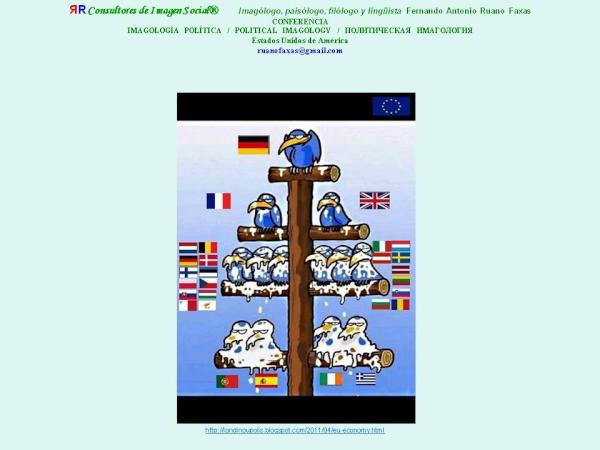 ЯR Consultores de Imagen Social® Imagólogo, paisólogo, filólogo y lingüista Fernando Antonio Ruano Faxas
CONFERENCIA
IMAGOLOGÍA POLÍTICA / POLITICAL IMAGOLOGY / ПОЛИТИЧЕСКАЯ ИМАГОЛОГИЯ
Estados Unidos de América
ruanofaxas@gmail.com
http://londinoupolis.blogspot.com/2011/04/eu-economy.html